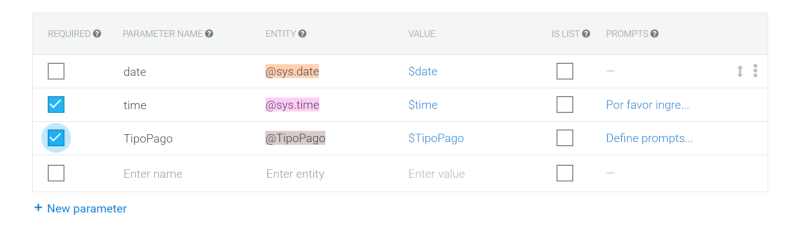 REQUIRED PARAMETER NAME ENTITY VALUE IS LIST PROMPTS
date @sys.date $date —
time @sys.time $time Por favor ingre...
TipoPago @TipoPago $TipoPago Define prompts...
Enter name Enter entity Enter value —
+ New parameter